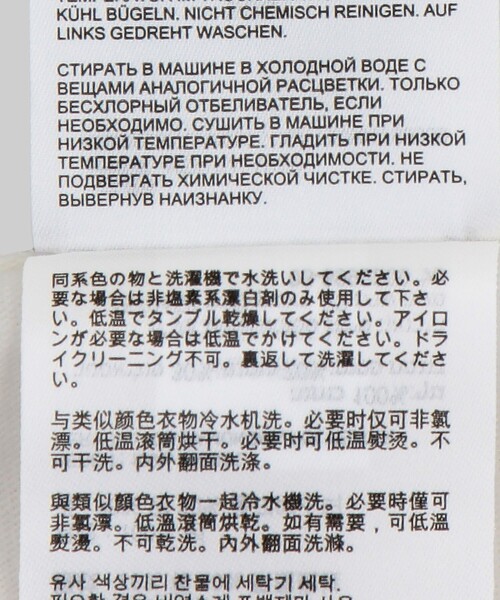 KÜHL BÜGELN. NICHT CHEMISCH REINIGEN. AUF
LINKS GEDREHT WASCHEN.
СТИРАТЬ В МАШИНЕ В ХОЛОДНОЙ ВОДЕ С
ВЕЩАМИ АНАЛОГИЧНОЙ РАСЦВЕТКИ. ТОЛЬКО
БЕСХЛОРНЫЙ ОТБЕЛИВАТЕЛЬ, ЕСЛИ
НЕОБХОДИМО. СУШИТЬ В МАШИНЕ ПРИ
НИЗКОЙ ТЕМПЕРАТУРЕ. ГЛАДИТЬ ПРИ НИЗКОЙ
ТЕМПЕРАТУРЕ ПРИ НЕОБХОДИМОСТИ. НЕ
ПОДВЕРГАТЬ ХИМИЧЕСКОЙ ЧИСТКЕ. СТИРАТЬ,
ВЫВЕРНУВ НАИЗНАНКУ.
同系色の物と洗濯機で水洗いしてください。必
要な場合は非塩素系漂白剤のみ使用して下さ
い。低温でタンブル乾燥してください。アイロ
ンが必要な場合は低温でかけてください。ドラ
イクリーニング不可。裏返して洗濯してくださ
い。
与类似颜色衣物冷水机洗。必要时仅可非氯
漂。低温滚筒烘干。必要时可低温熨烫。不
可干洗。内外翻面洗涤。
與類似顏色衣物一起冷水機洗。必要時僅可
非氯漂。低溫滾筒烘乾。如有需要，可低溫
熨燙。不可乾洗。內外翻面洗滌。
유사 색상끼리 찬물에 세탁기 세탁.